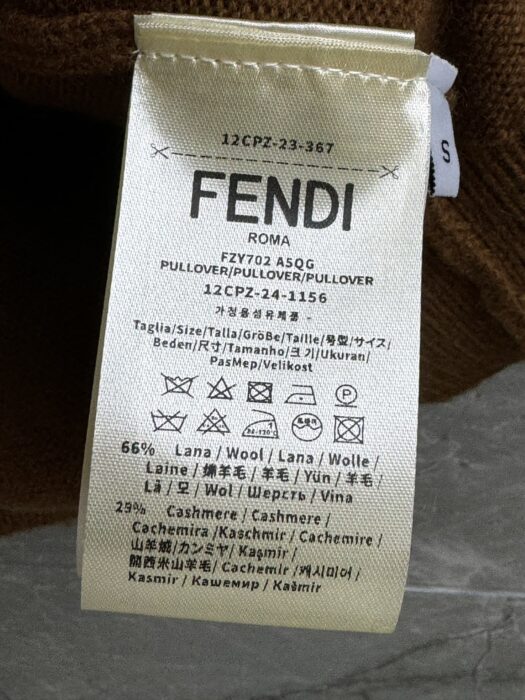 12CPZ-23-367
FENDI
ROMA
FZY702 A5QG
PULLOVER/PULLOVER/PULLOVER
12CPZ-24-1156
가정용섬유제품 -
Taglia/Size/Talla/GröBe/Taille/号型/サイズ/
Beden/尺寸/Tamanho/크기/Ukuran/
PasMep/Velikost
P
66% Lana / Wool / Lana / Wolle /
Laine / 綿羊毛 / 羊毛 / Yün / 羊毛 /
Lã / 모 / Wol / Шерсть / Vina
29% Cashmere / Cashmere /
Cachemira /Kaschmir / Cachemire /
山羊絨/カシミヤ/ Kaşmir /
開西米山羊毛/ Cachemir /캐시미어/
Kasmir / Кашемир / Kašmir
S